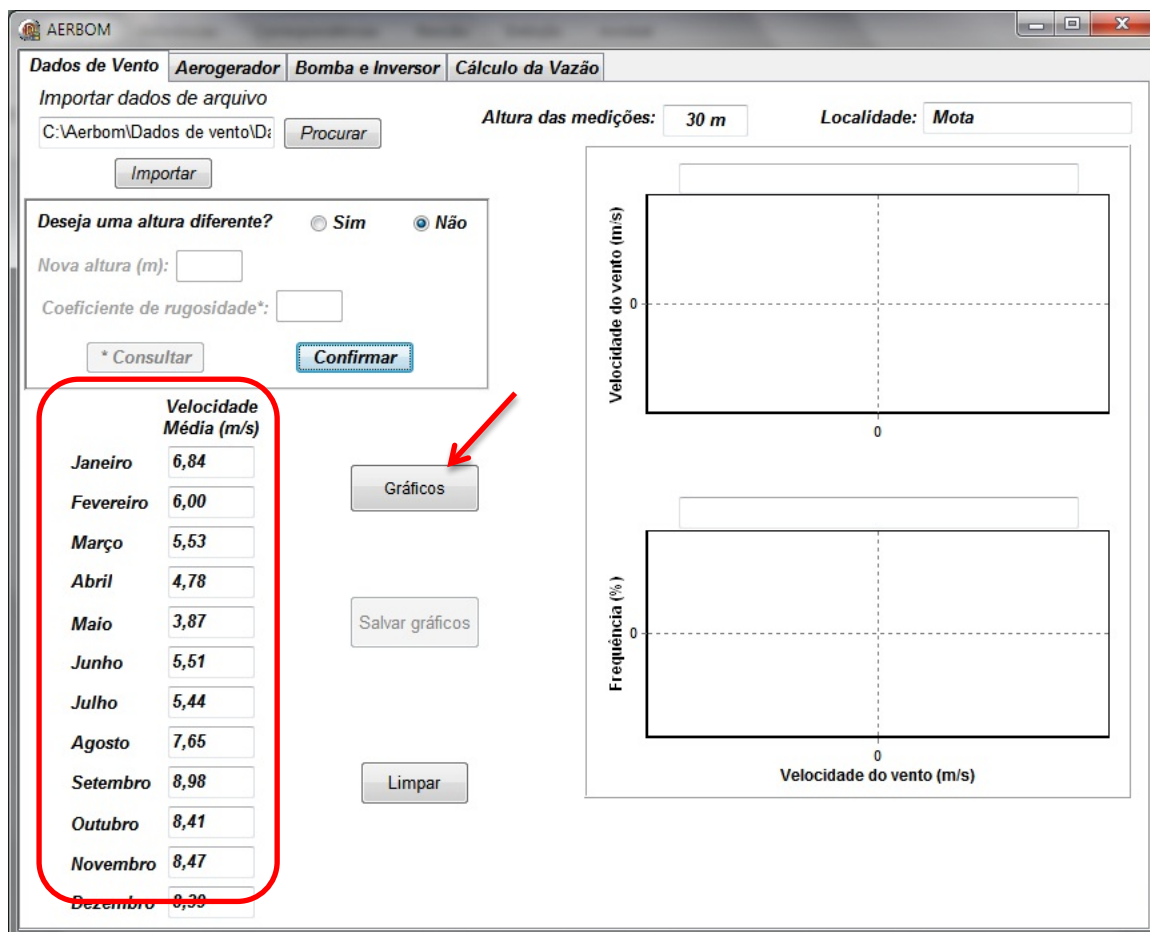 AERBOM
Dados de Vento Aerogerador Bomba e Inversor Cálculo da Vazão
Importar dados de arquivo
C:\Aerbom\Dados de vento\Da
Procurar
Importar
Altura das medições: 30 m
Localidade: Mota
Deseja uma altura diferente? Sim Não
Nova altura (m):
Coeficiente de rugosidade*:
* Consultar Confirmar
Velocidade
Média (m/s)
Janeiro 6,84
Fevereiro 6,00
Março 5,53
Abril 4,78
Maio 3,87
Junho 5,51
Julho 5,44
Agosto 7,65
Setembro 8,98
Outubro 8,41
Novembro 8,47
Dezembro 8,39
Gráficos
Salvar gráficos
Limpar
Velocidade do vento (m/s)
0
0
Frequência (%)
0
0
Velocidade do vento (m/s)